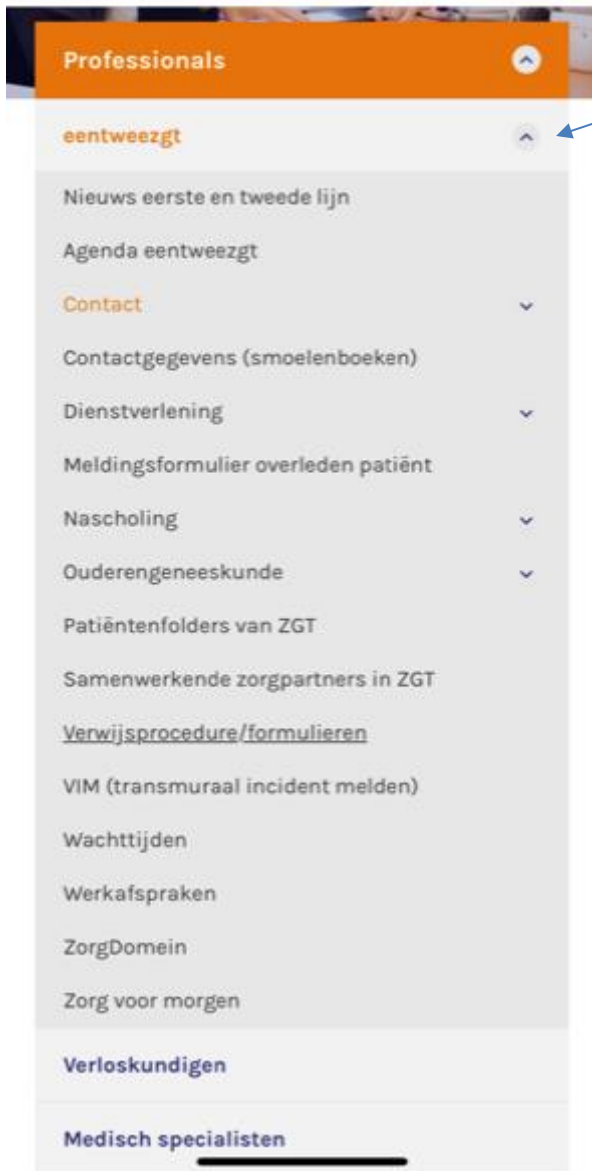 Professionals
eentweezgt
Nieuws eerste en tweede lijn
Agenda eentweezgt
Contact
Contactgegevens (smoelenboeken)
Dienstverlening
Meldingsformulier overleden patiënt
Nascholing
Ouderengeneeskunde
Patiëntenfolders van ZGT
Samenwerkende zorgpartners in ZGT
Verwijsprocedure/formulieren
VIM (transmuraal incident melden)
Wachttijden
Werkafspraken
ZorgDomein
Zorg voor morgen
Verloskundigen
Medisch specialisten